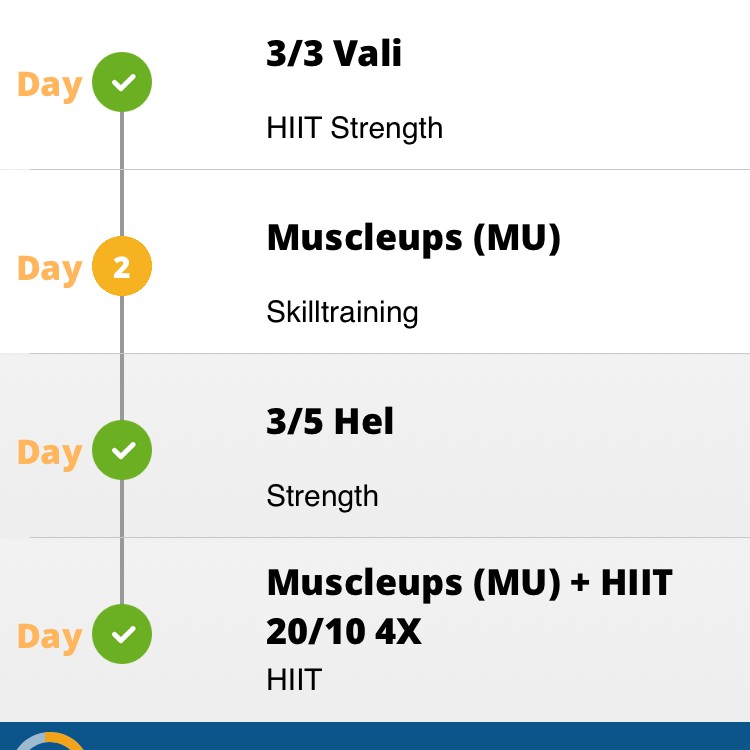 3/3 Vali
Day
HIIT Strength
Muscleups (MU)
Day 2
Skilltraining
3/5 Hel
Day
Strength
Muscleups (MU) + HIIT
20/10 4X
Day
HIIT